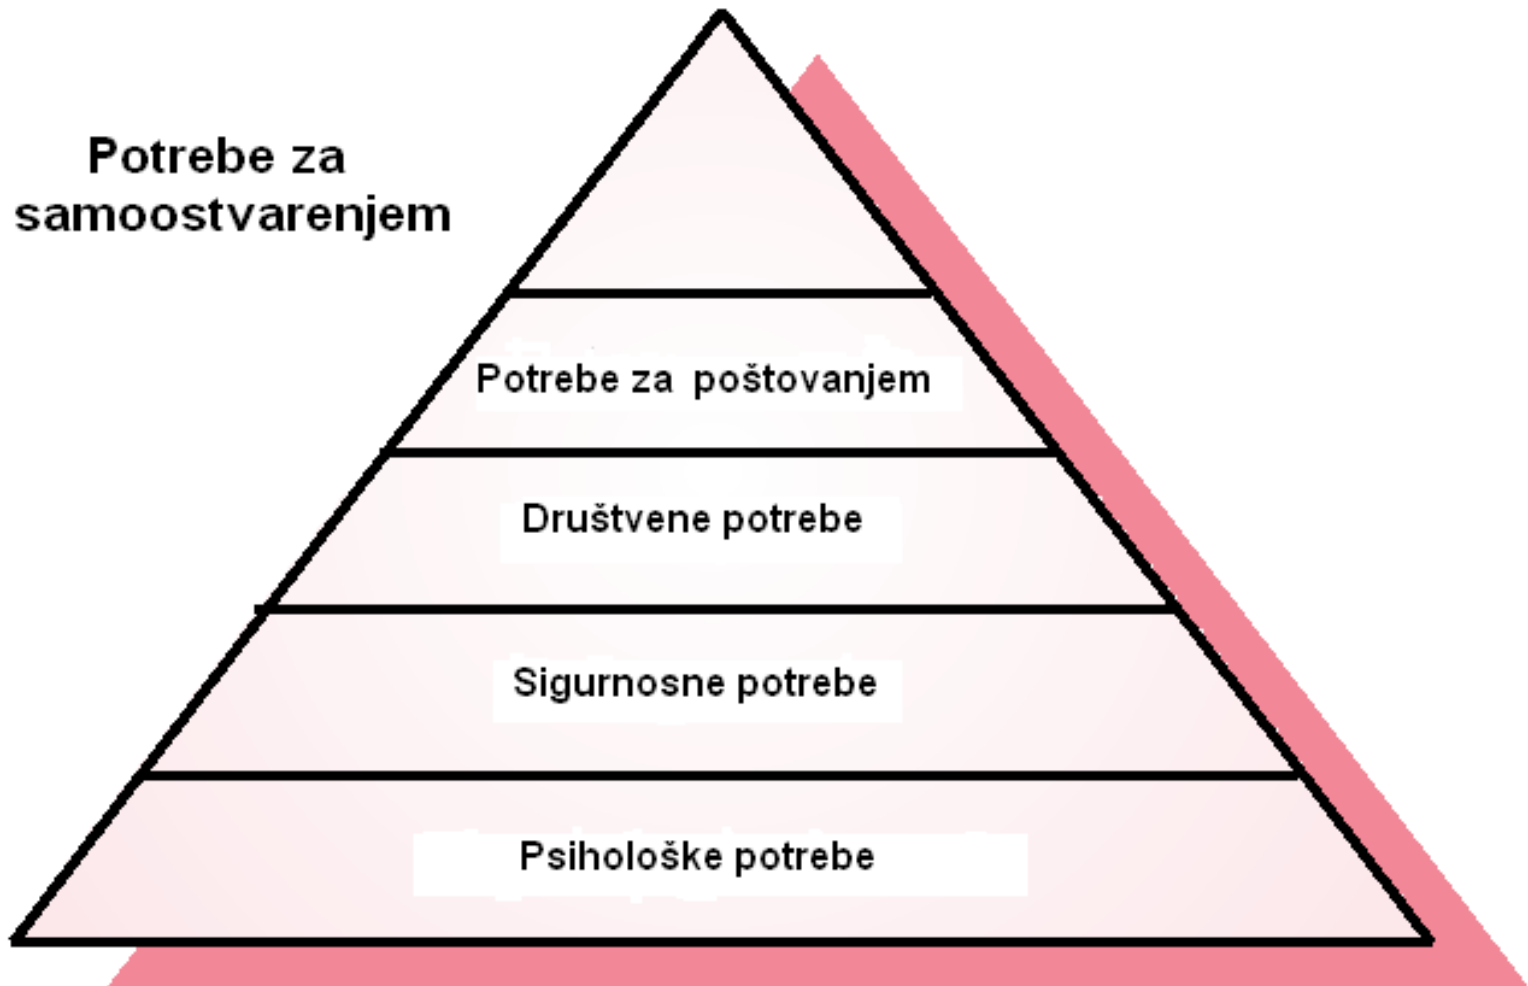 Potrebe za
samoostvarenjem
Potrebe za poštovanjem
Društvene potrebe
Sigurnosne potrebe
Psihološke potrebe